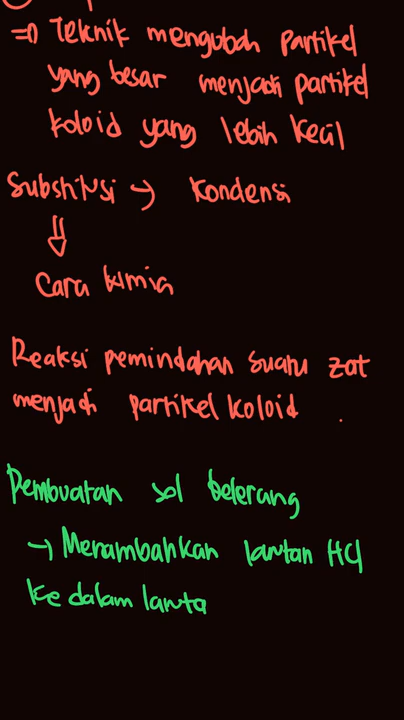 => Teknik mengubah partikel
yang besar menjadi partikel
koloid yang lebih kecil
Substitusi → Kondensi
⇓
Cara kimia
Reaksi pemindahan suatu zat
menjadi partikel koloid .
Pembuatan sol belerang
→ Menambahkan larutan HCl
ke dalam laruta